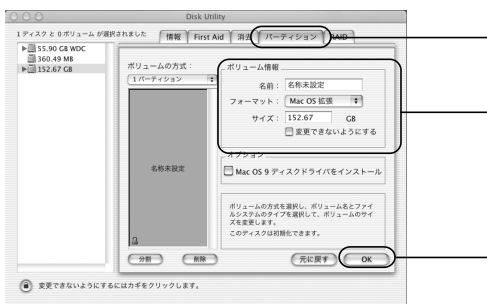 Disk Utility
1 ディスク と 0 ボリューム が選択されました
情報
First Aid
消去
パーティション
RAID
55.90 GB WDC
360.49 MB
152.67 GB
ボリュームの方式：
1 パーティション
名称未設定
分割
削除
ボリューム情報
名前： 名称未設定
フォーマット： Mac OS 拡張
サイズ： 152.67 GB
変更できないようにする
オプション
Mac OS 9 ディスクドライバをインストール
ボリュームの方式を選択し、ボリューム名とファイ
ルシステムのタイプを選択して、ボリュームのサイ
ズを変更します。
このディスクは初期化できます。
元に戻す
OK
変更できないようにするにはカギをクリックします。